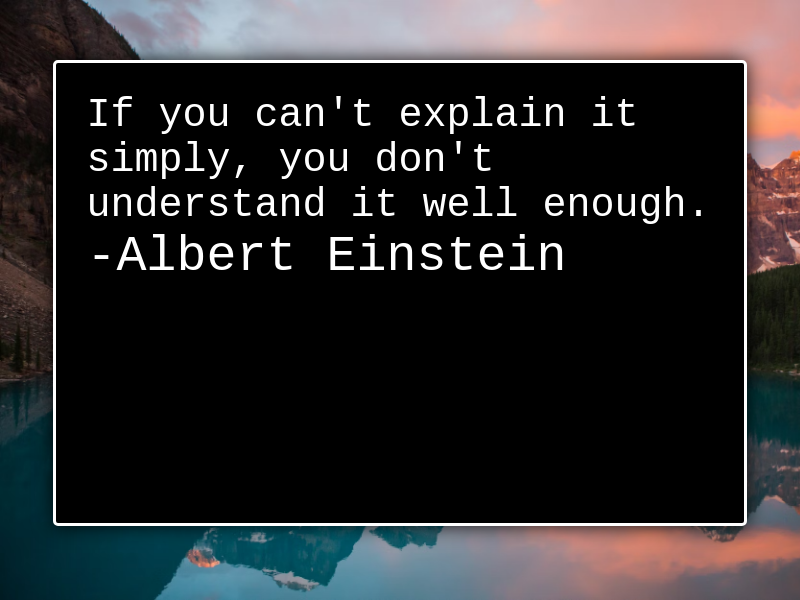 If you can't explain it
simply, you don't
understand it well enough.
-Albert Einstein